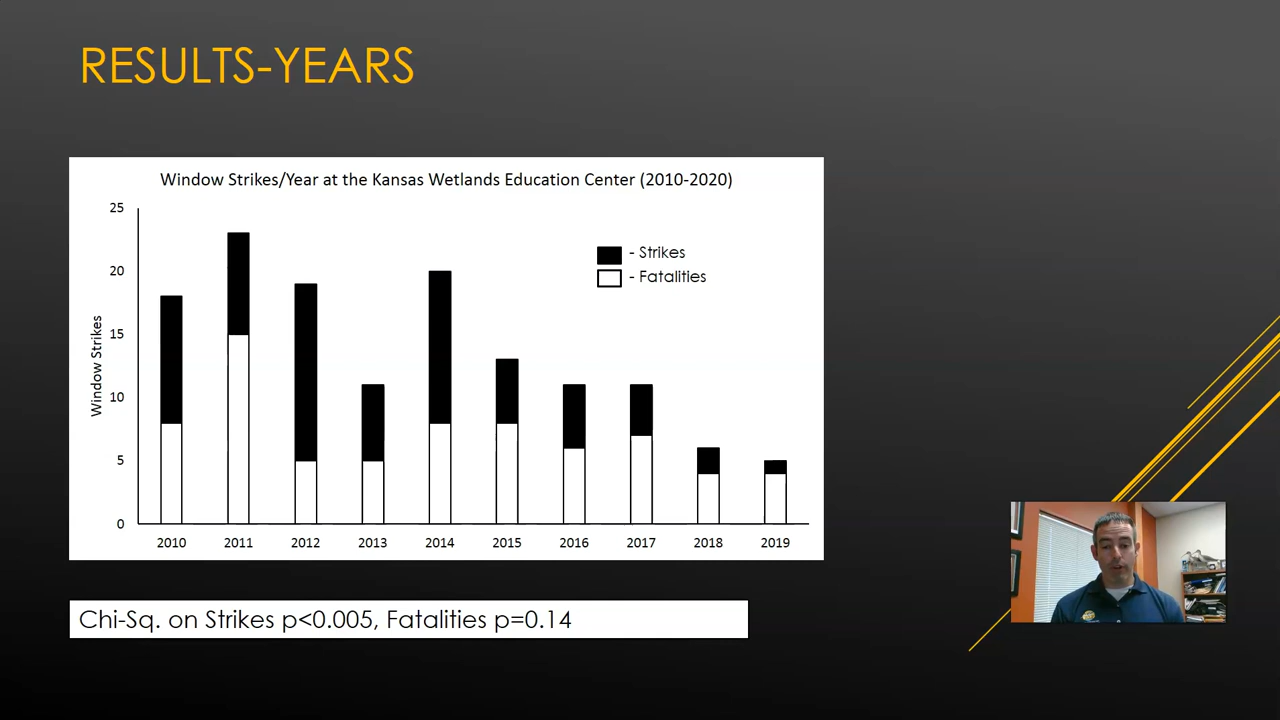 RESULTS-YEARS
Window Strikes/Year at the Kansas Wetlands Education Center (2010-2020)
25
20
15
10
5
0
Window Strikes
- Strikes
- Fatalities
2010 2011 2012 2013 2014 2015 2016 2017 2018 2019
Chi-Sq. on Strikes p<0.005, Fatalities p=0.14